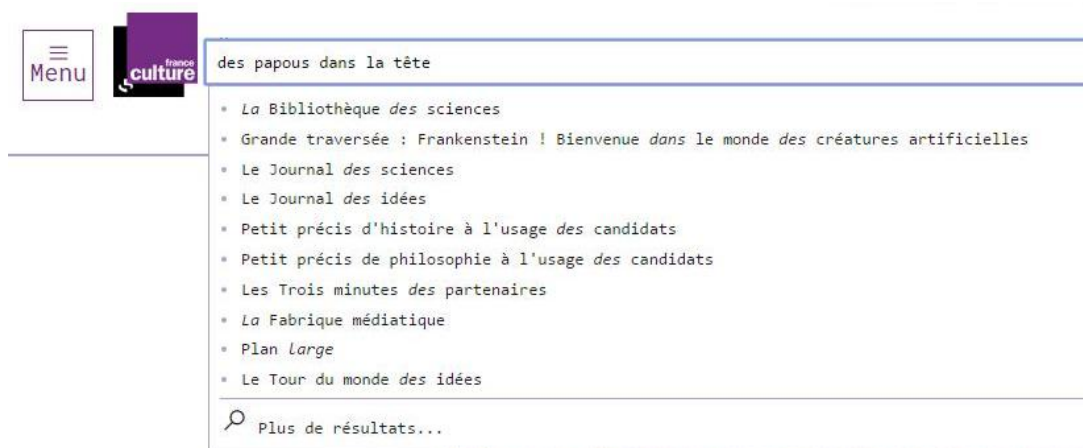 Menu
france
culture
des papous dans la tête
La Bibliothèque des sciences
Grande traversée : Frankenstein ! Bienvenue dans le monde des créatures artificielles
Le Journal des sciences
Le Journal des idées
Petit précis d'histoire à l'usage des candidats
Petit précis de philosophie à l'usage des candidats
Les Trois minutes des partenaires
La Fabrique médiatique
Plan large
Le Tour du monde des idées
Plus de résultats...